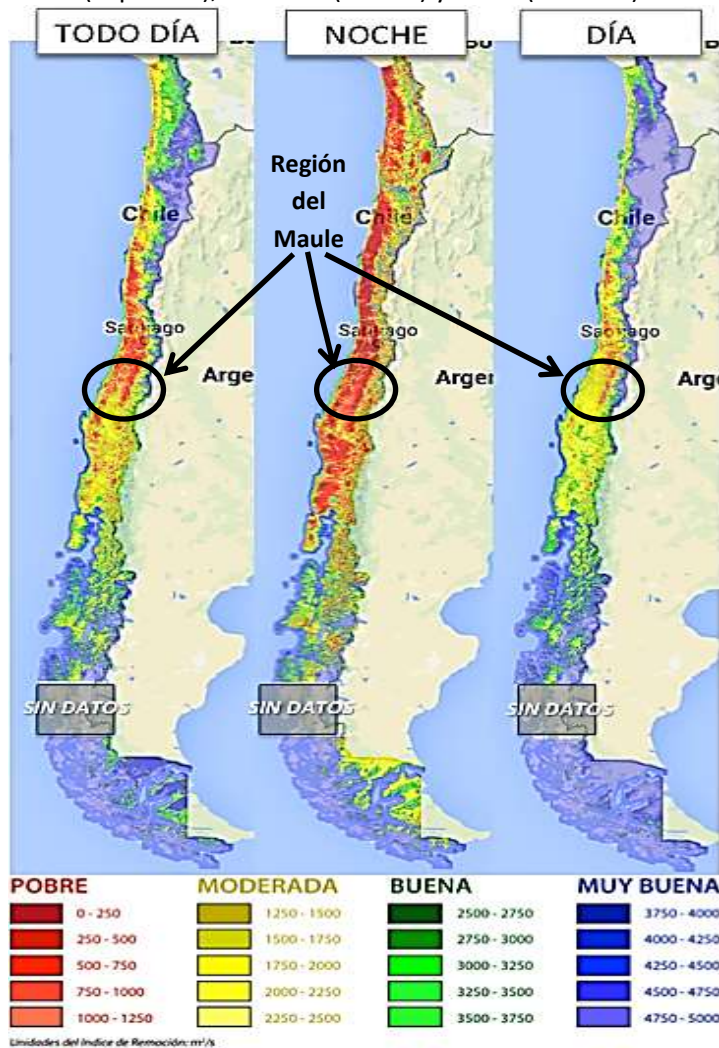 TODO DÍA
NOCHE
DÍA
Región
del
Maule
Chile
Chile
Chile
Santiago
Santiago
Santiago
Arge
Argen
Arg
SIN DATOS
SIN DATOS
SIN DATOS
POBRE
0 - 250
250 - 500
500 - 750
750 - 1000
1000 - 1250
MODERADA
1250 - 1500
1500 - 1750
1750 - 2000
2000 - 2250
2250 - 2500
BUENA
2500 - 2750
2750 - 3000
3000 - 3250
3250 - 3500
3500 - 3750
MUY BUENA
3750 - 4000
4000 - 4250
4250 - 4500
4500 - 4750
4750 - 5000
Unidades del Indice de Remoción: m²/s